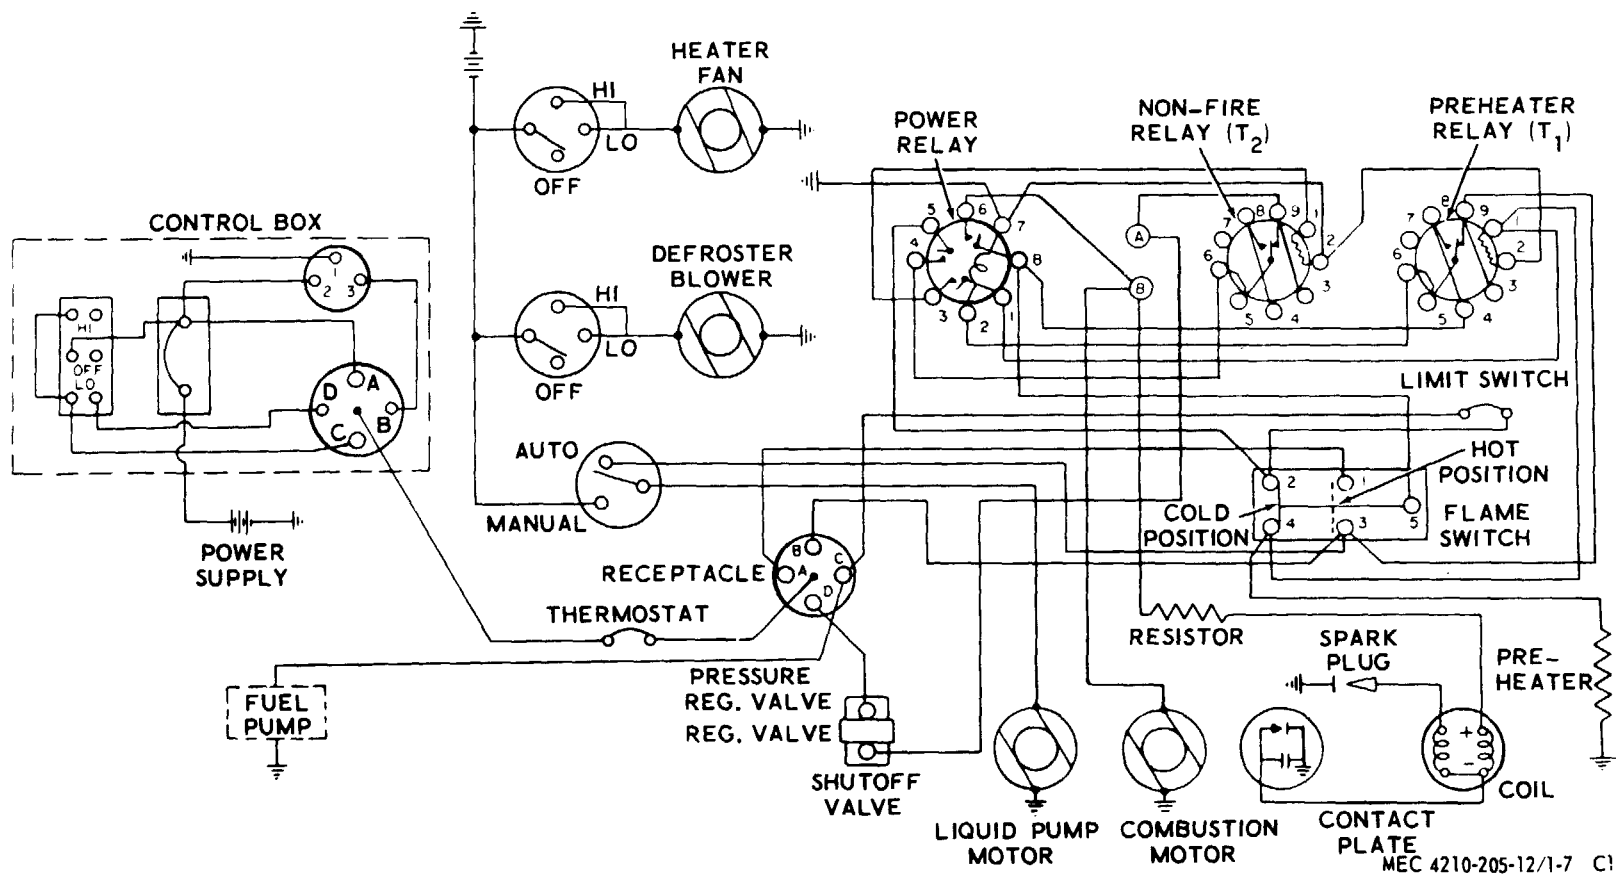 HEATER
FAN
HI
LO
OFF
POWER
RELAY
NON-FIRE
RELAY (T2)
PREHEATER
RELAY (T1)
CONTROL BOX
1
2 3
HI
OFF
LO
D A
C B
DEFROSTER
BLOWER
HI
LO
OFF
5 6 7
4 8
3 2 1
A
B
7 8 9 1
6 2
5 4 3
7 8 9 1
6 2
5 4 3
LIMIT SWITCH
HOT
POSITION
AUTO
MANUAL
2 1
4 3 5
COLD
POSITION
FLAME
SWITCH
POWER
SUPPLY
RECEPTACLE
B C
A D
THERMOSTAT
RESISTOR
SPARK
PLUG
PRE-
HEATER
FUEL
PUMP
PRESSURE
REG. VALVE
REG. VALVE
SHUTOFF
VALVE
+
-
COIL
LIQUID PUMP
MOTOR
COMBUSTION
MOTOR
CONTACT
PLATE
MEC 4210-205-12/1-7 C1